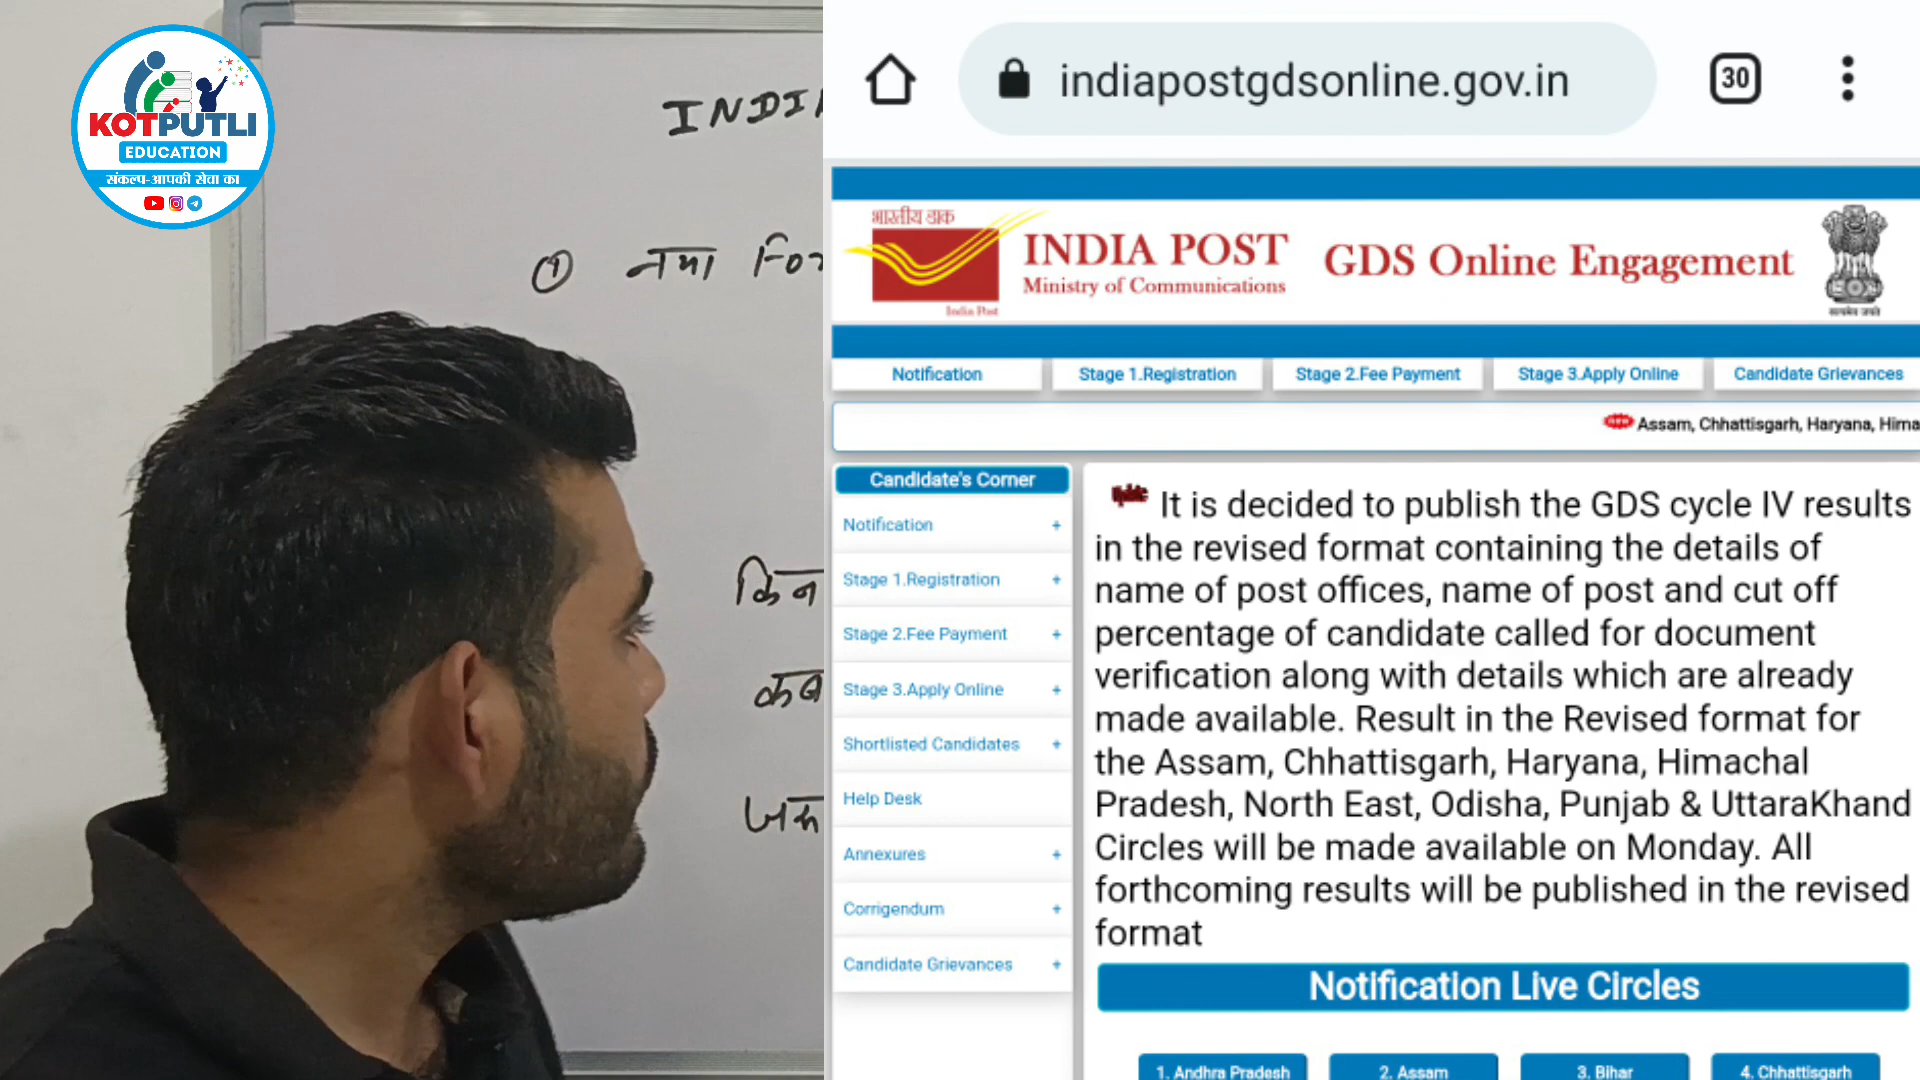 KOTPUTLI
EDUCATION
संकल्प-आपकी सेवा का
INDIA
① नया For
किन
कब
indiapostgdsonline.gov.in
30
भारतीय डाक
India Post
INDIA POST
Ministry of Communications
GDS Online Engagement
सत्यमेव जयते
Notification
Stage 1.Registration
Stage 2.Fee Payment
Stage 3.Apply Online
Candidate Grievances
new
Assam, Chhattisgarh, Haryana, Hima
Candidate's Corner
Notification +
Stage 1.Registration +
Stage 2.Fee Payment +
Stage 3.Apply Online +
Shortlisted Candidates +
Help Desk
Annexures +
Corrigendum +
Candidate Grievances +
It is decided to publish the GDS cycle IV results
in the revised format containing the details of
name of post offices, name of post and cut off
percentage of candidate called for document
verification along with details which are already
made available. Result in the Revised format for
the Assam, Chhattisgarh, Haryana, Himachal
Pradesh, North East, Odisha, Punjab & UttaraKhand
Circles will be made available on Monday. All
forthcoming results will be published in the revised
format
Notification Live Circles
1. Andhra Pradesh
2. Assam
3. Bihar
4. Chhattisgarh